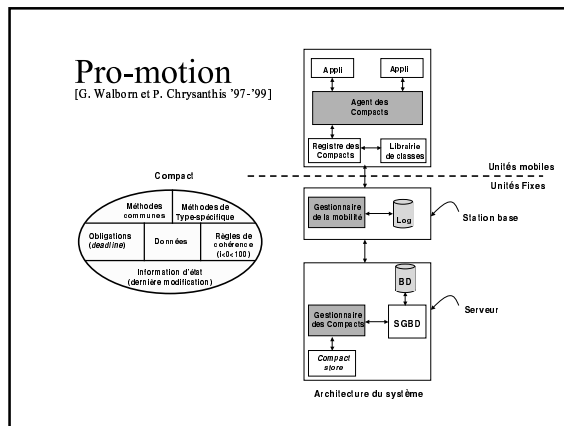 Pro-motion
[G. Walborn et P. Chrysanthis '97-'99]
Compact
Méthodes
communes
Méthodes de
Type-spécifique
Obligations
(deadline)
Données
Règles de
cohérence
(I<0<100)
Information d'état
(dernière modification)
Appli
Appli
Agent des
Compacts
Registre des
Compacts
Librairie
de classes
Unités mobiles
Unités Fixes
Gestionnaire
de la mobilité
Log
Station base
BD
Gestionnaire
des Compacts
SGBD
Serveur
Compact
store
Architecture du système